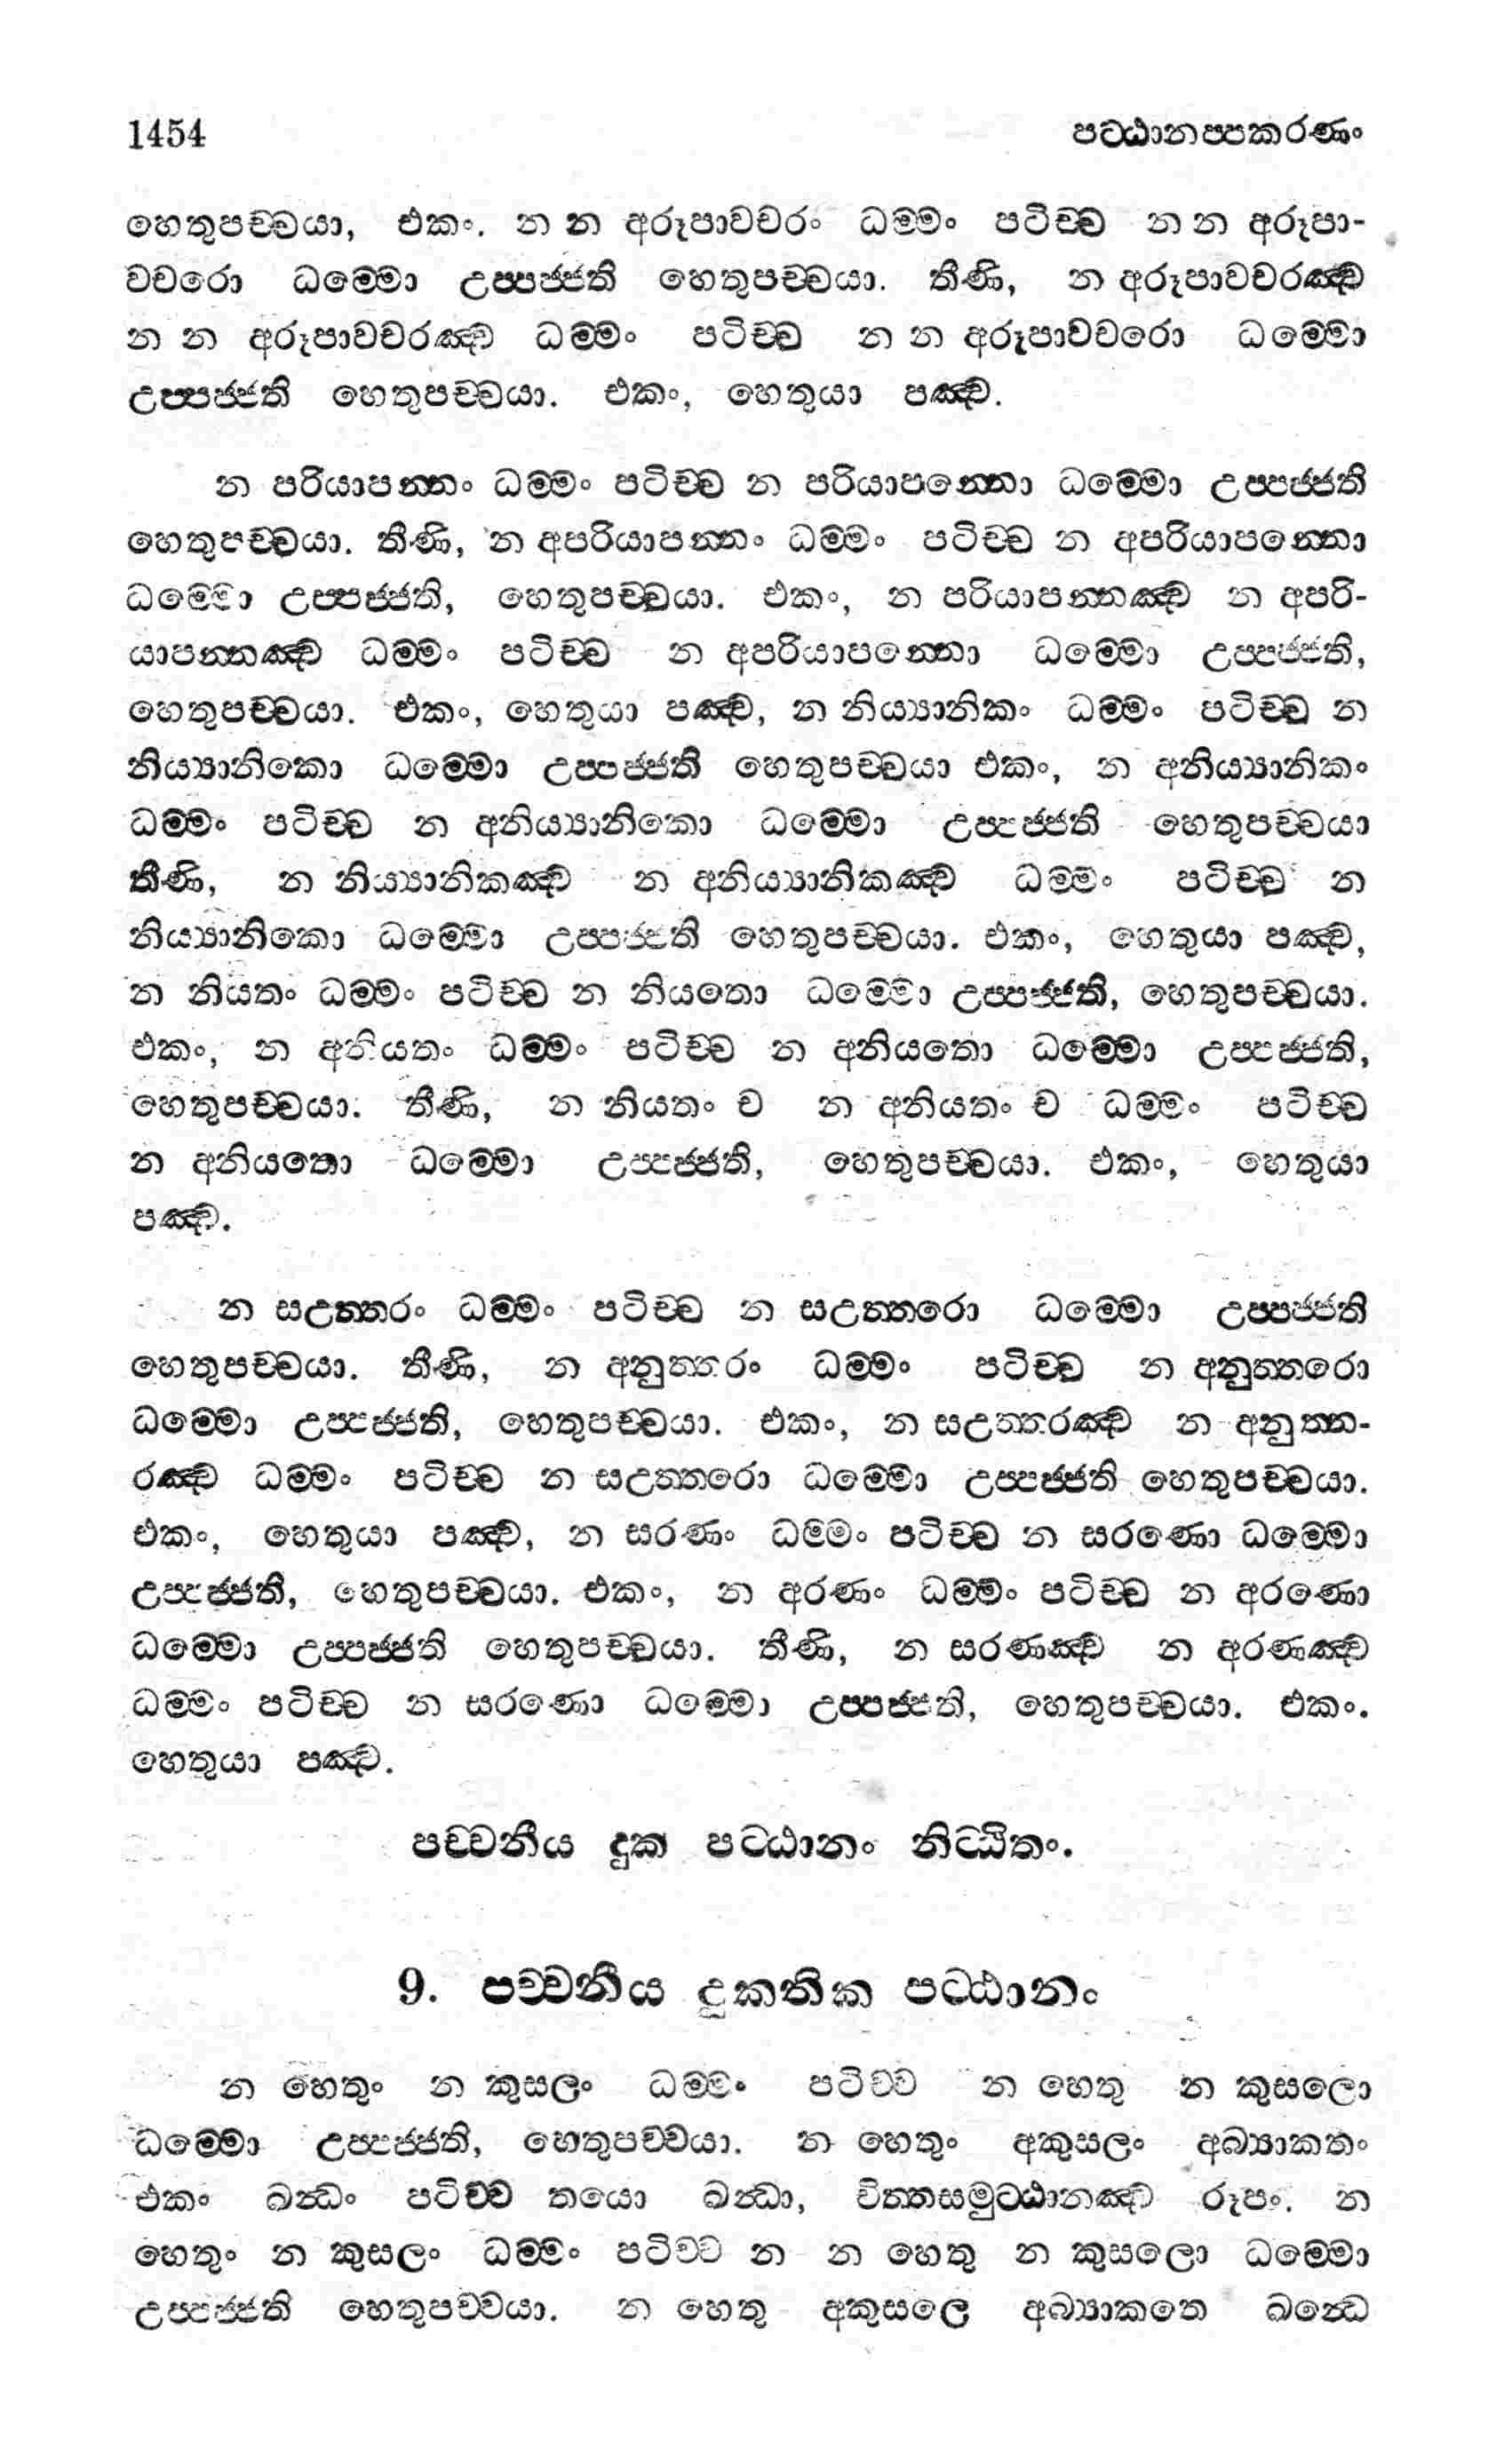 1454 පට්ඨානප්පකරණං
හෙතුපච්චයා, එකං. න න අරූපාවචරං ධම්මං පටිච්ච න න අරූපා-
වචරො ධම්මො උප්පජ්ජති හෙතුපච්චයා. තීණි, න අරූපාවචරඤ්ච
න න අරූපාවචරඤ්ච ධම්මං පටිච්ච න න අරූපාවචරො ධම්මො
උප්පජ්ජති හෙතුපච්චයා. එකං, හෙතුයා පඤ්ච.
න පරියාපන්නං ධම්මං පටිච්ච න පරියාපන්නො ධම්මො උප්පජ්ජති
හෙතුපච්චයා. තීණි, න අපරියාපන්නං ධම්මං පටිච්ච න අපරියාපන්නො
ධම්මො උප්පජ්ජති, හෙතුපච්චයා. එකං, න පරියාපන්නඤ්ච න අපරි-
යාපන්නඤ්ච ධම්මං පටිච්ච න අපරියාපන්නො ධම්මො උප්පජ්ජති,
හෙතුපච්චයා. එකං, හෙතුයා පඤ්ච, න නිය්‍යානිකං ධම්මං පටිච්ච න
නිය්‍යානිකො ධම්මො උප්පජ්ජති හෙතුපච්චයා එකං, න අනිය්‍යානිකං
ධම්මං පටිච්ච න අනිය්‍යානිකො ධම්මො උප්පජ්ජති හෙතුපච්චයා
තීණි, න නිය්‍යානිකඤ්ච න අනිය්‍යානිකඤ්ච ධම්මං පටිච්ච න
නිය්‍යානිකො ධම්මො උප්පජ්ජති හෙතුපච්චයා. එකං, හෙතුයා පඤ්ච,
න නියතං ධම්මං පටිච්ච න නියතො ධම්මො උප්පජ්ජති, හෙතුපච්චයා.
එකං, න අනියතං ධම්මං පටිච්ච න අනියතො ධම්මො උප්පජ්ජති,
හෙතුපච්චයා. තීණි, න නියතං ච න අනියතං ච ධම්මං පටිච්ච
න අනියතො ධම්මො උප්පජ්ජති, හෙතුපච්චයා. එකං, හෙතුයා
පඤ්ච.
න සඋත්තරං ධම්මං පටිච්ච න සඋත්තරො ධම්මො උප්පජ්ජති
හෙතුපච්චයා. තීණි, න අනුත්තරං ධම්මං පටිච්ච න අනුත්තරො
ධම්මො උප්පජ්ජති, හෙතුපච්චයා. එකං, න සඋත්තරඤ්ච න අනුත්ත-
රඤ්ච ධම්මං පටිච්ච න සඋත්තරො ධම්මො උප්පජ්ජති හෙතුපච්චයා.
එකං, හෙතුයා පඤ්ච, න සරණං ධම්මං පටිච්ච න සරණො ධම්මො
උප්පජ්ජති, හෙතුපච්චයා. එකං, න අරණං ධම්මං පටිච්ච න අරණො
ධම්මො උප්පජ්ජති හෙතුපච්චයා. තීණි, න සරණඤ්ච න අරණඤ්ච
ධම්මං පටිච්ච න සරණො ධම්මො උප්පජ්ජති, හෙතුපච්චයා. එකං.
හෙතුයා පඤ්ච.
පච්චනීය දුක පට්ඨානං නිට්ඨිතං.
9. පච්චනීය දුකතික පට්ඨානං
න හෙතුං න කුසලං ධම්මං පටිච්ච න හෙතු න කුසලො
ධම්මො උප්පජ්ජති, හෙතුපච්චයා. න හෙතුං අකුසලං අබ්‍යාකතං
එකං ඛන්ධං පටිච්ච තයො ඛන්ධා, චිත්තසමුට්ඨානඤ්ච රූපං. න
හෙතුං න කුසලං ධම්මං පටිච්ච න න හෙතු න කුසලො ධම්මො
උප්පජ්ජති හෙතුපච්චයා. න හෙතු අකුසලෙ අබ්‍යාකතෙ ඛන්ධෙ